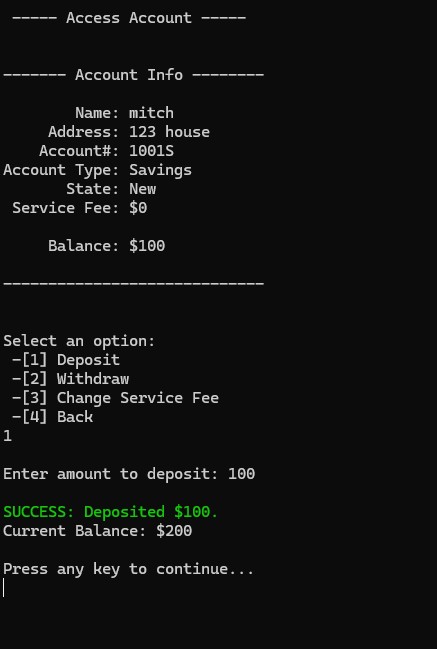 ----- Access Account -----
------- Account Info --------
Name: mitch
Address: 123 house
Account#: 1001S
Account Type: Savings
State: New
Service Fee: $0
Balance: $100
-----------------------------
Select an option:
-[1] Deposit
-[2] Withdraw
-[3] Change Service Fee
-[4] Back
1
Enter amount to deposit: 100
SUCCESS: Deposited $100.
Current Balance: $200
Press any key to continue...